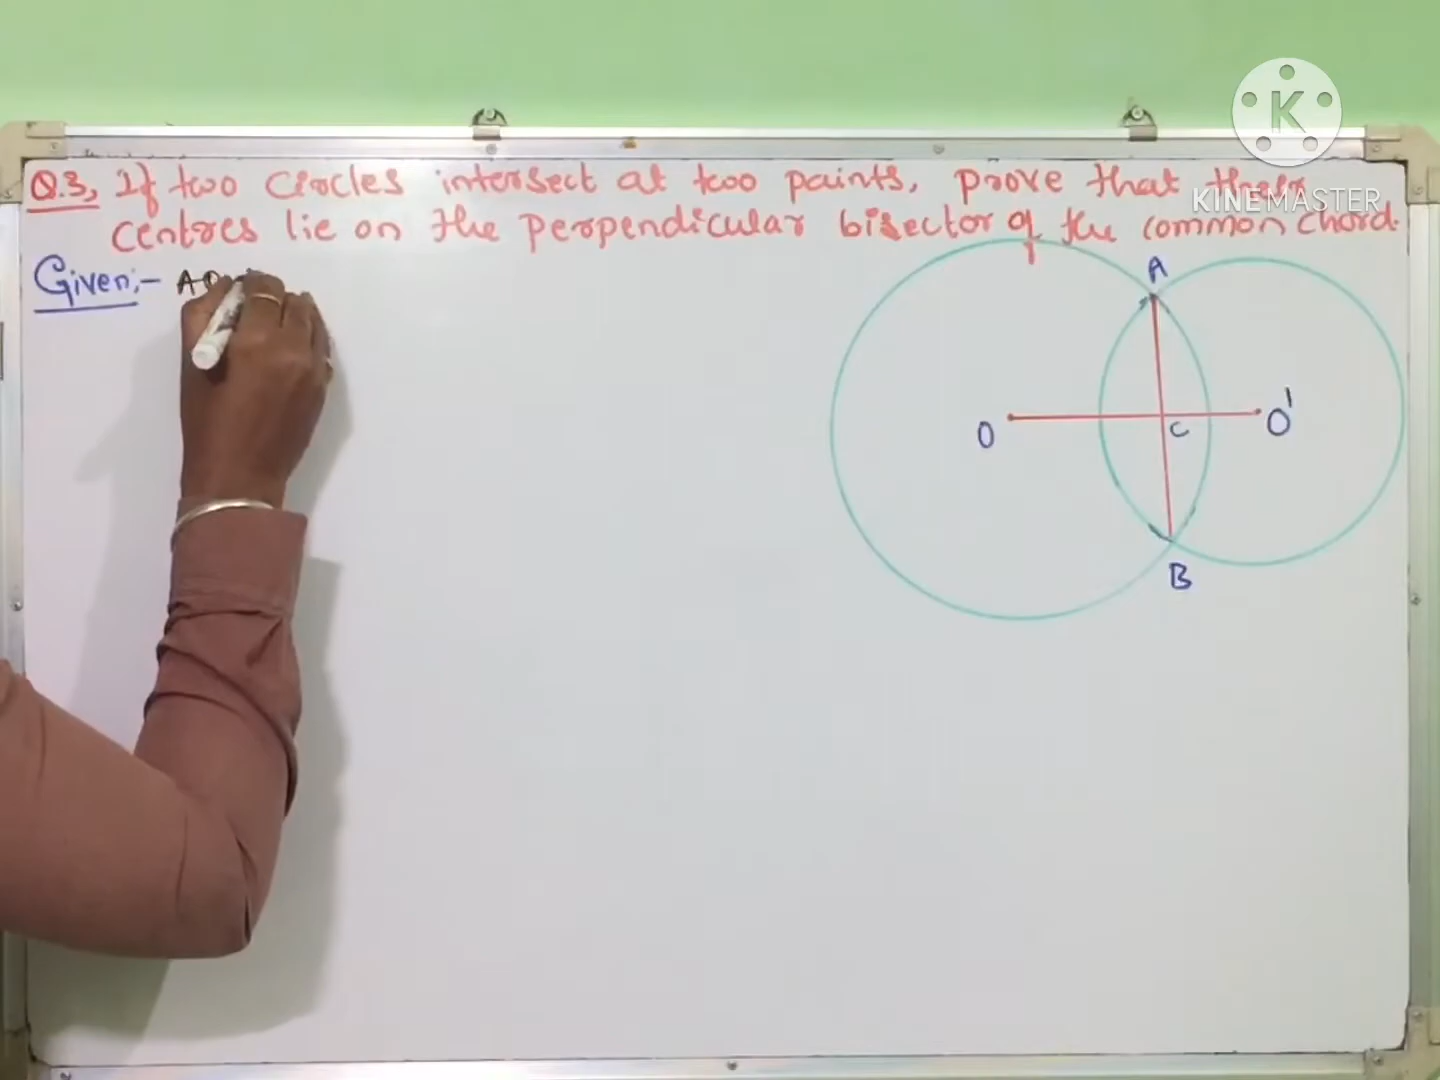 Q.3, If two circles intersect at two points, prove that their
centres lie on the perpendicular bisector of the common chord.
Given:-
A
O
C
O'
B
K
KINEMASTER